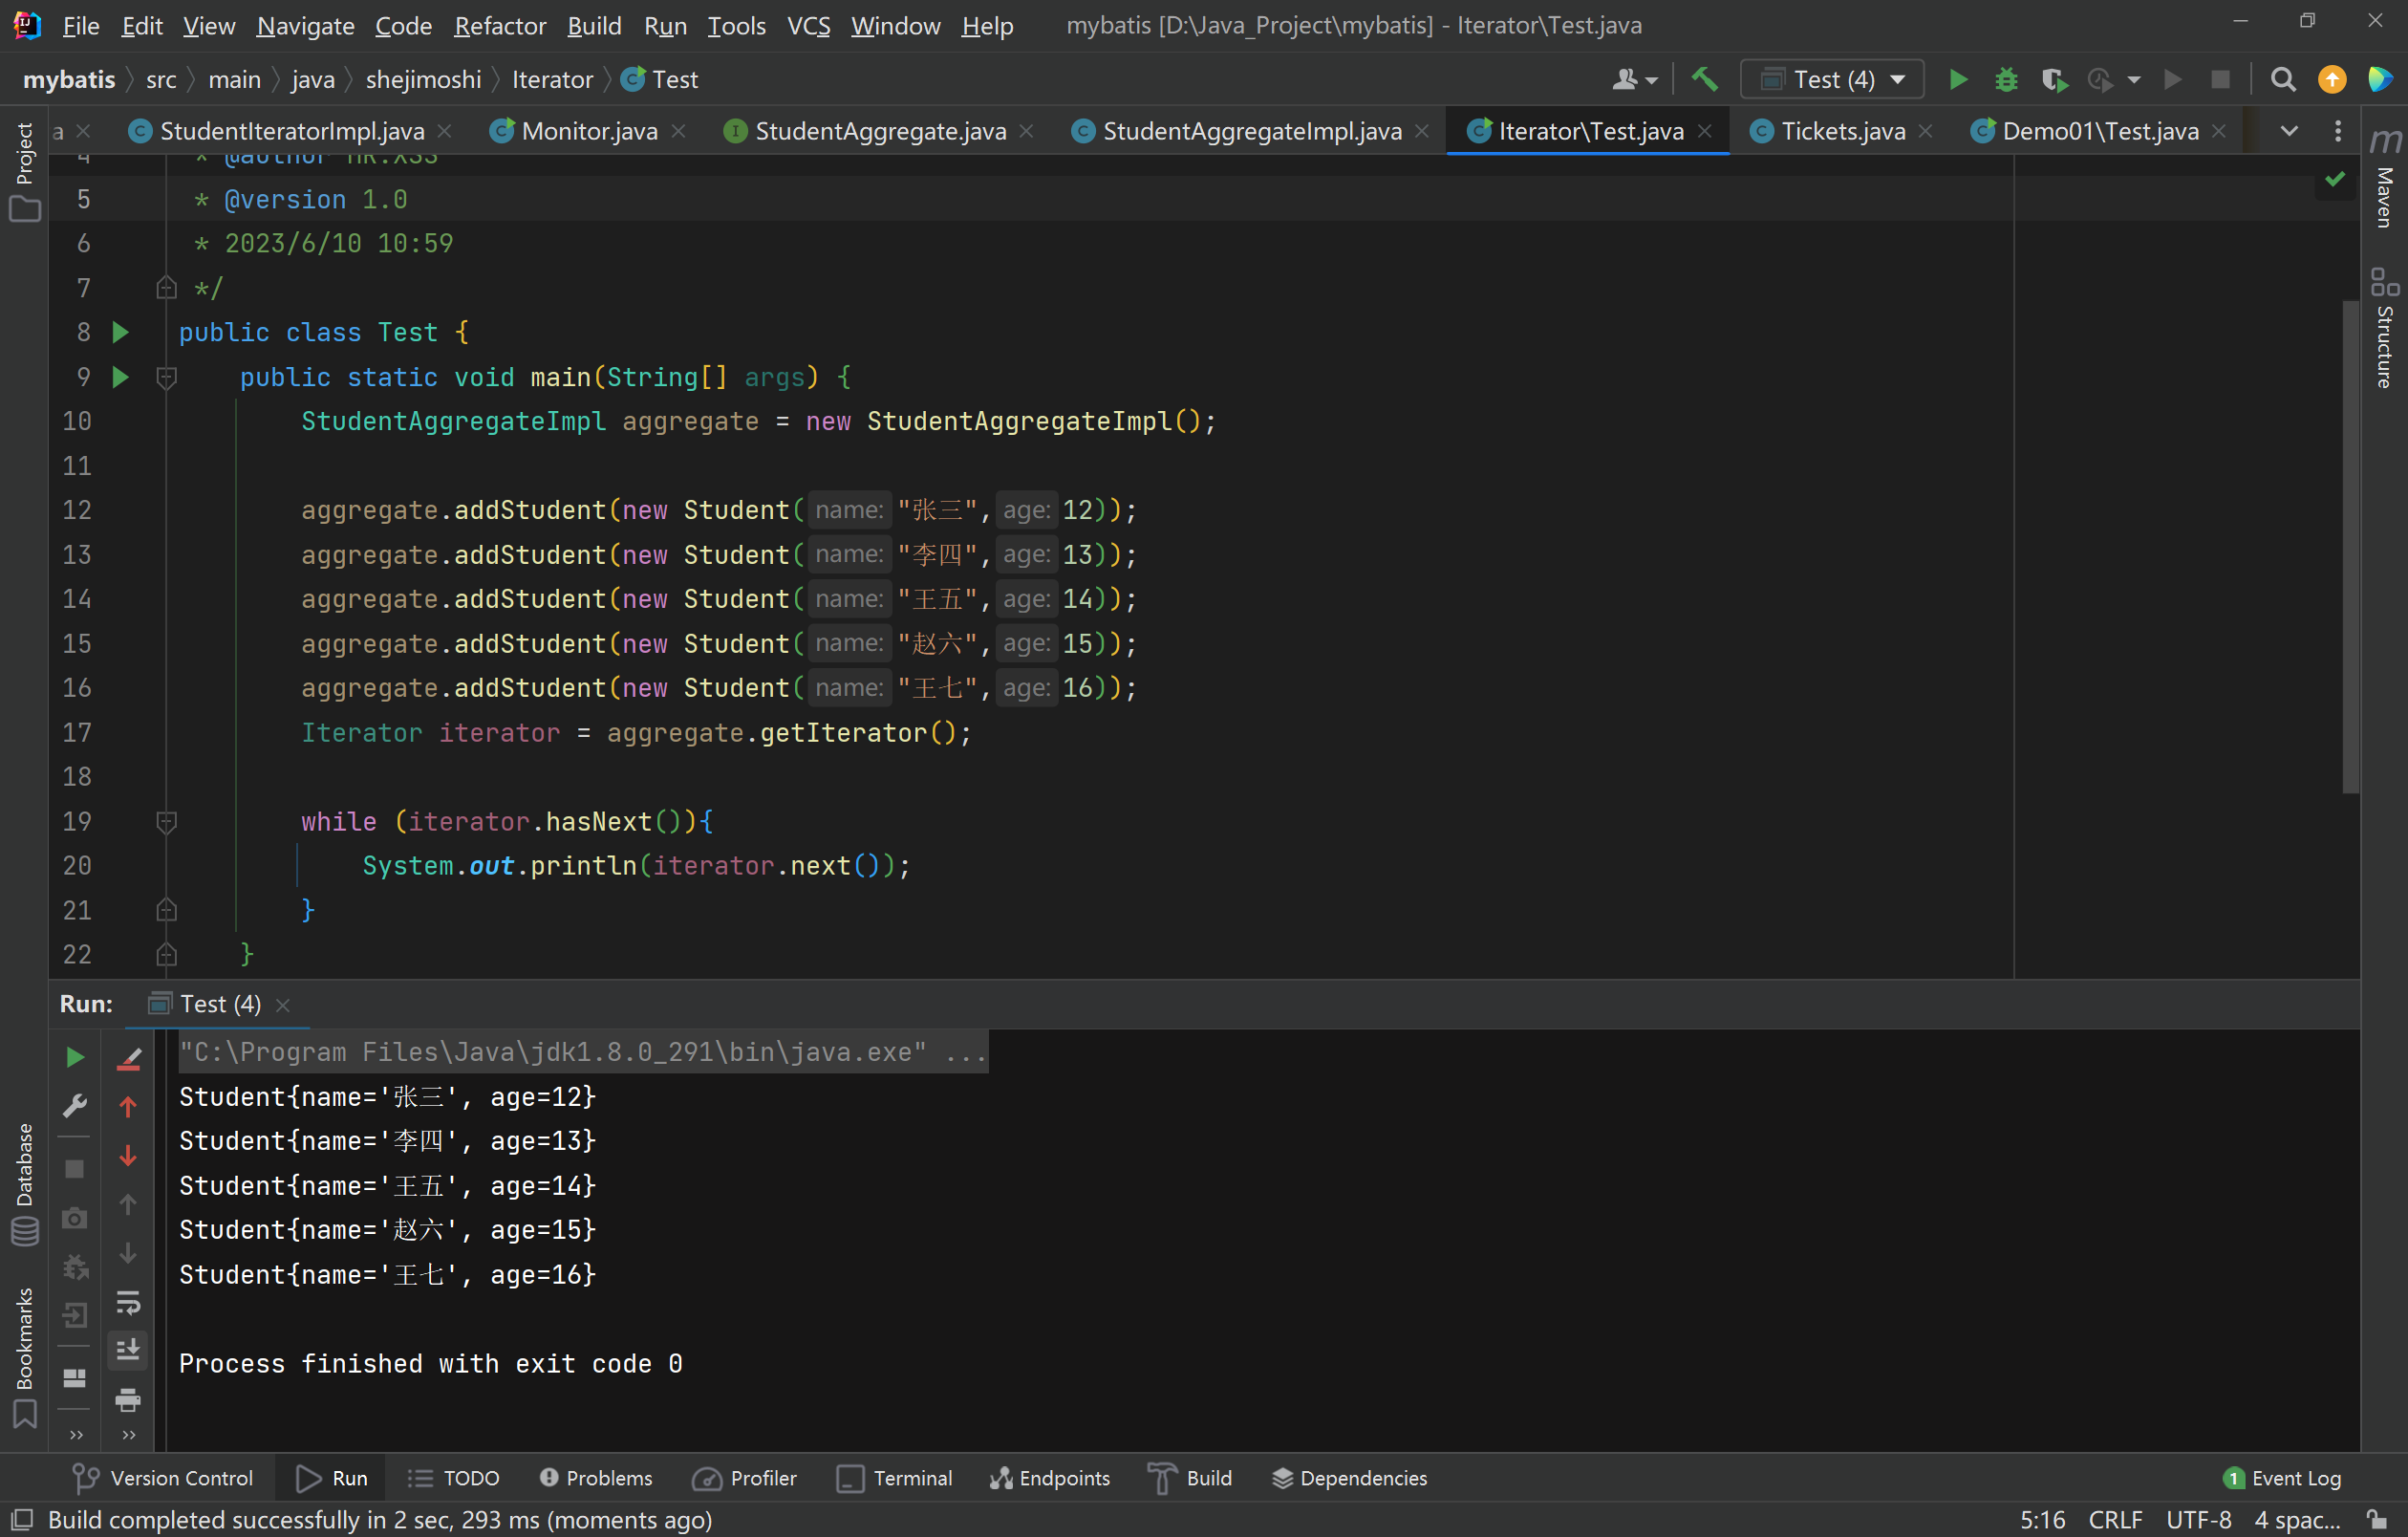 File Edit View Navigate Code Refactor Build Run Tools VCS Window Help mybatis [D:\Java_Project\mybatis] - Iterator\Test.java
mybatis src main java shejimoshi Iterator Test Test (4)
a StudentIteratorImpl.java Monitor.java StudentAggregate.java StudentAggregateImpl.java Iterator\Test.java Tickets.java Demo01\Test.java
4 * @author MR.XSS
5 * @version 1.0
6 * 2023/6/10 10:59
7 */
8 public class Test {
9 public static void main(String[] args) {
10 StudentAggregateImpl aggregate = new StudentAggregateImpl();
11
12 aggregate.addStudent(new Student( name: "张三", age: 12));
13 aggregate.addStudent(new Student( name: "李四", age: 13));
14 aggregate.addStudent(new Student( name: "王五", age: 14));
15 aggregate.addStudent(new Student( name: "赵六", age: 15));
16 aggregate.addStudent(new Student( name: "王七", age: 16));
17 Iterator iterator = aggregate.getIterator();
18
19 while (iterator.hasNext()){
20 System.out.println(iterator.next());
21 }
22 }
Project
Database
Bookmarks
Maven
Structure
Run: Test (4)
"C:\Program Files\Java\jdk1.8.0_291\bin\java.exe" ...
Student{name='张三', age=12}
Student{name='李四', age=13}
Student{name='王五', age=14}
Student{name='赵六', age=15}
Student{name='王七', age=16}
Process finished with exit code 0
Version Control Run TODO Problems Profiler Terminal Endpoints Build Dependencies 1 Event Log
Build completed successfully in 2 sec, 293 ms (moments ago) 5:16 CRLF UTF-8 4 spac...